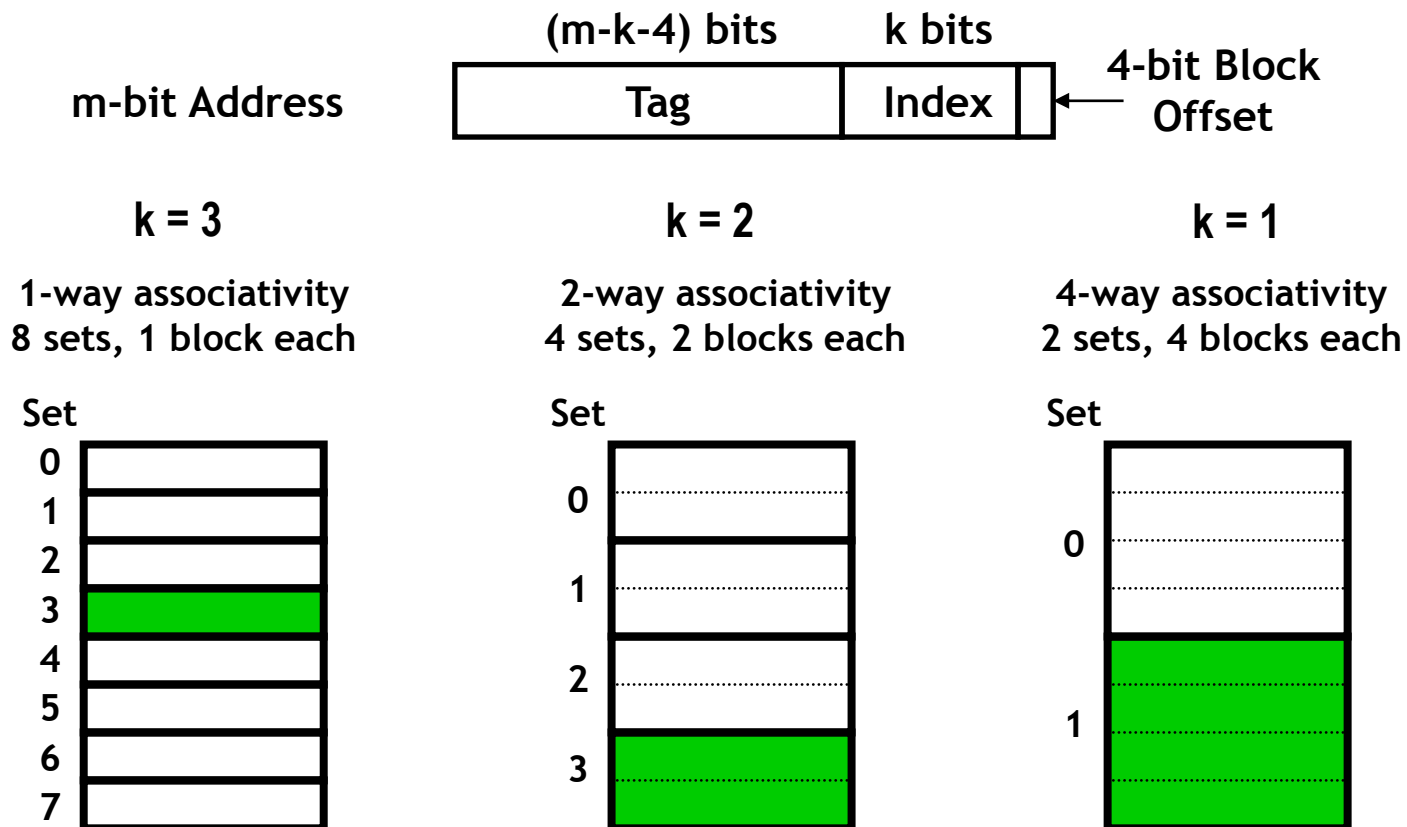 (m-k-4) bits k bits
m-bit Address Tag Index 4-bit Block
Offset
k = 3
1-way associativity
8 sets, 1 block each
Set
0
1
2
3
4
5
6
7
k = 2
2-way associativity
4 sets, 2 blocks each
Set
0
1
2
3
k = 1
4-way associativity
2 sets, 4 blocks each
Set
0
1